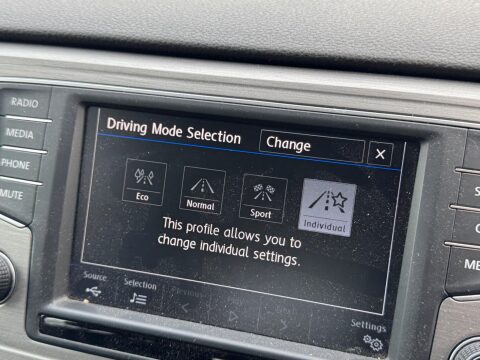 RADIO
MEDIA
PHONE
MUTE
Driving Mode Selection
Change
X
Eco
Normal
Sport
Individual
This profile allows you to
change individual settings.
Source
Selection
Previous
Settings